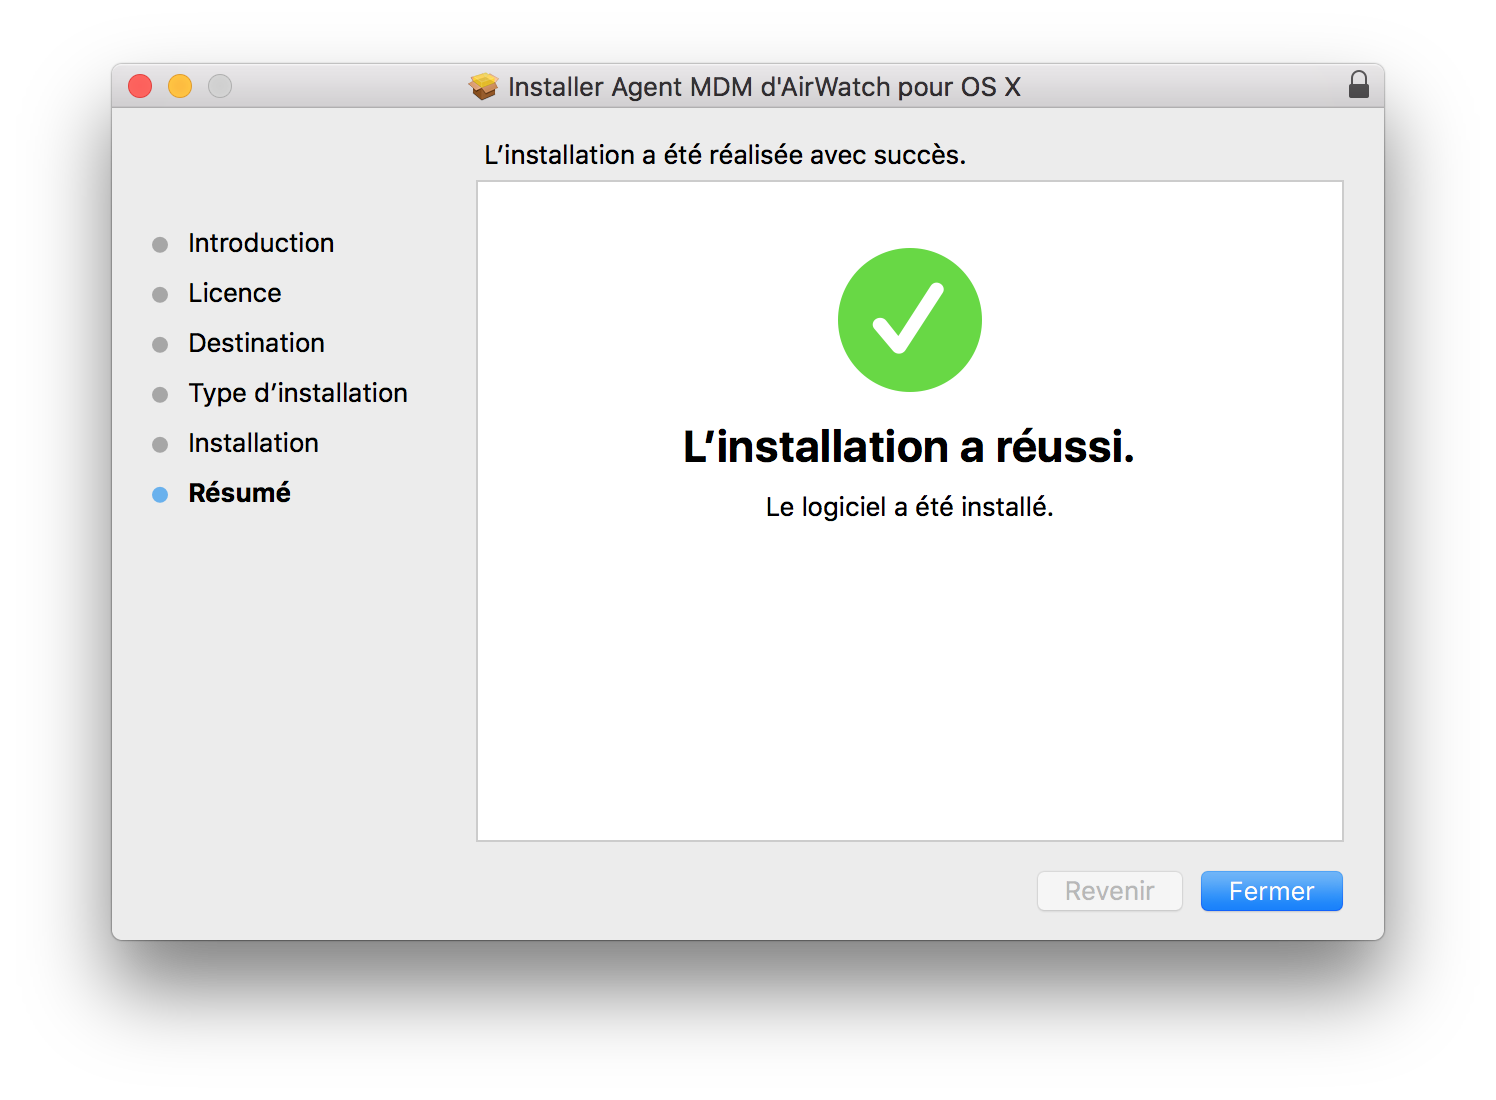 Installer Agent MDM d'AirWatch pour OS X
L’installation a été réalisée avec succès.
Introduction
Licence
Destination
Type d’installation
Installation
Résumé
L’installation a réussi.
Le logiciel a été installé.
Revenir
Fermer